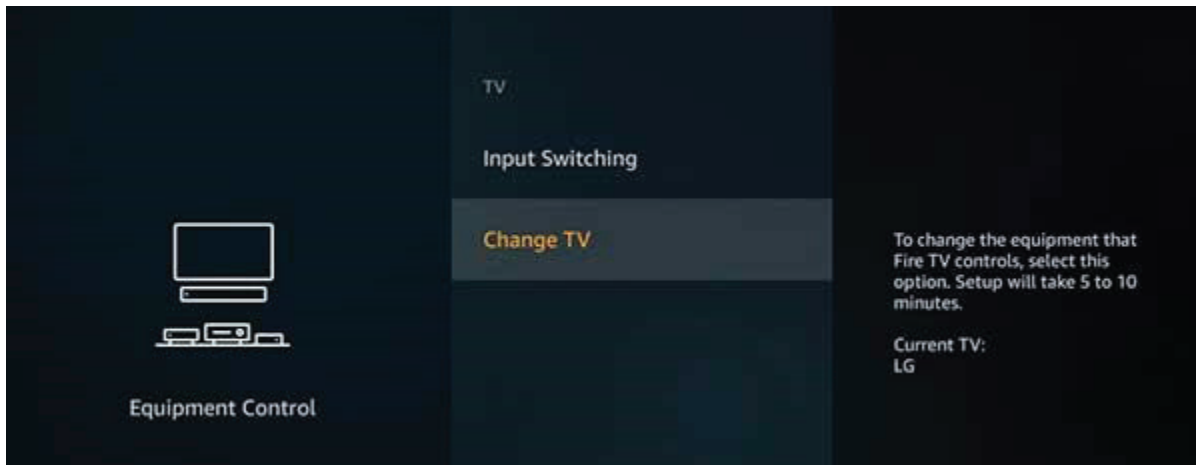 TV
Input Switching
Change TV
Equipment Control
To change the equipment that
Fire TV controls, select this
option. Setup will take 5 to 10
minutes.
Current TV:
LG